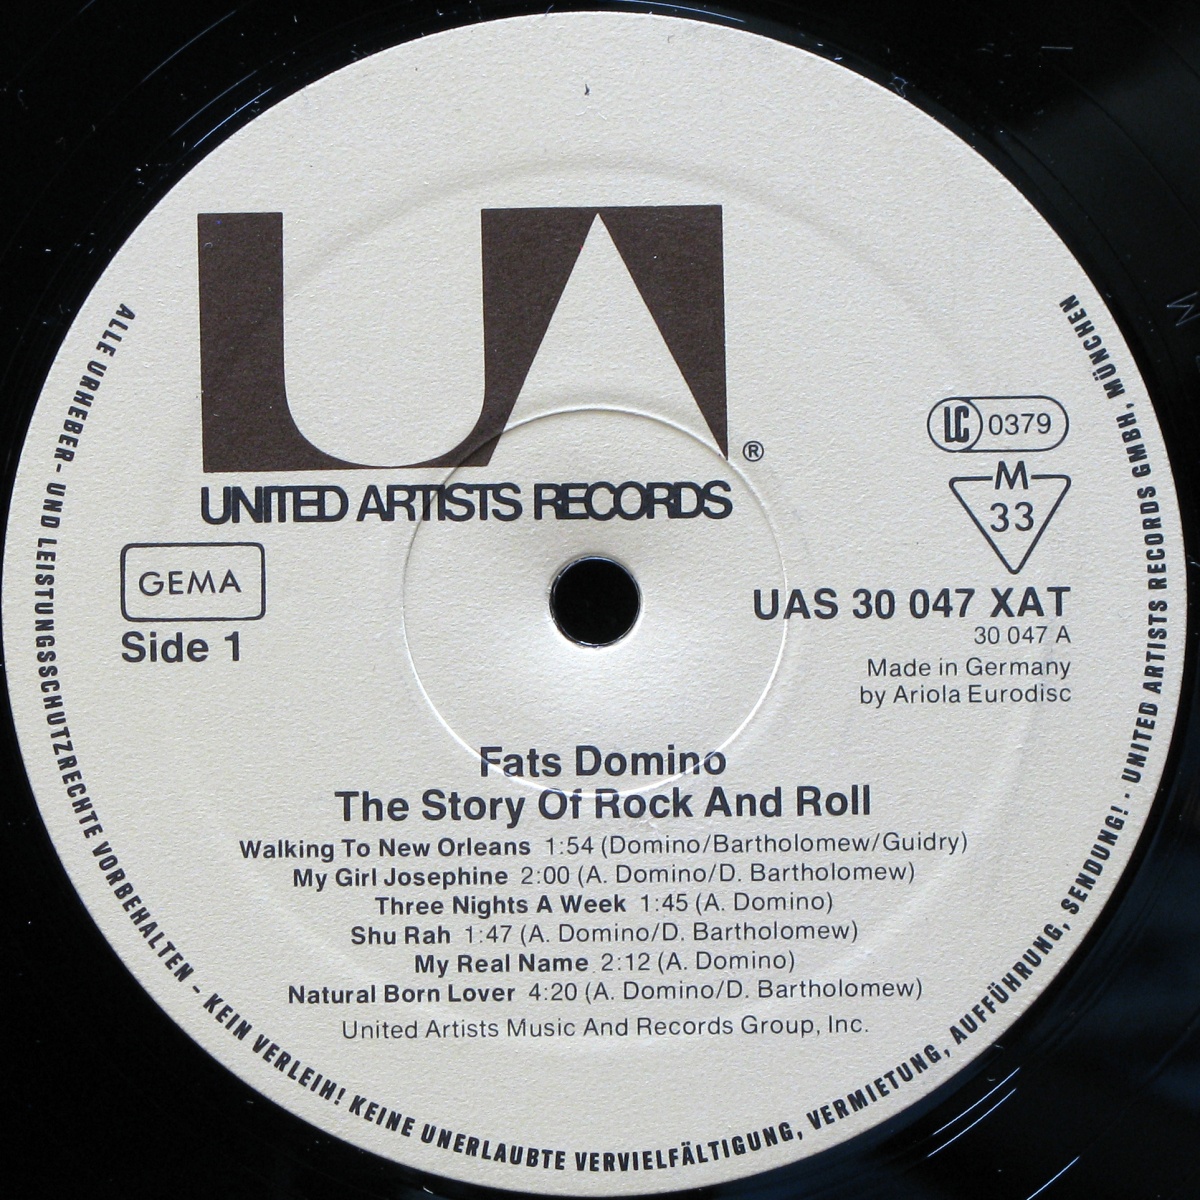 UA®
UNITED ARTISTS RECORDS
LC 0379
M
33
GEMA
Side 1
UAS 30 047 XAT
30 047 A
Made in Germany
by Ariola Eurodisc
Fats Domino
The Story Of Rock And Roll
Walking To New Orleans 1:54 (Domino/Bartholomew/Guidry)
My Girl Josephine 2:00 (A. Domino/D. Bartholomew)
Three Nights A Week 1:45 (A. Domino)
Shu Rah 1:47 (A. Domino/D. Bartholomew)
My Real Name 2:12 (A. Domino)
Natural Born Lover 4:20 (A. Domino/D. Bartholomew)
United Artists Music And Records Group, Inc.
ALLE URHEBER- UND LEISTUNGSSCHUTZRECHTE VORBEHALTEN – KEIN VERLEIH! KEINE UNERLAUBTE VERVIELFÄLTIGUNG, VERMIETUNG, AUFFÜHRUNG, SENDUNG! · UNITED ARTISTS RECORDS GMBH, MÜNCHEN